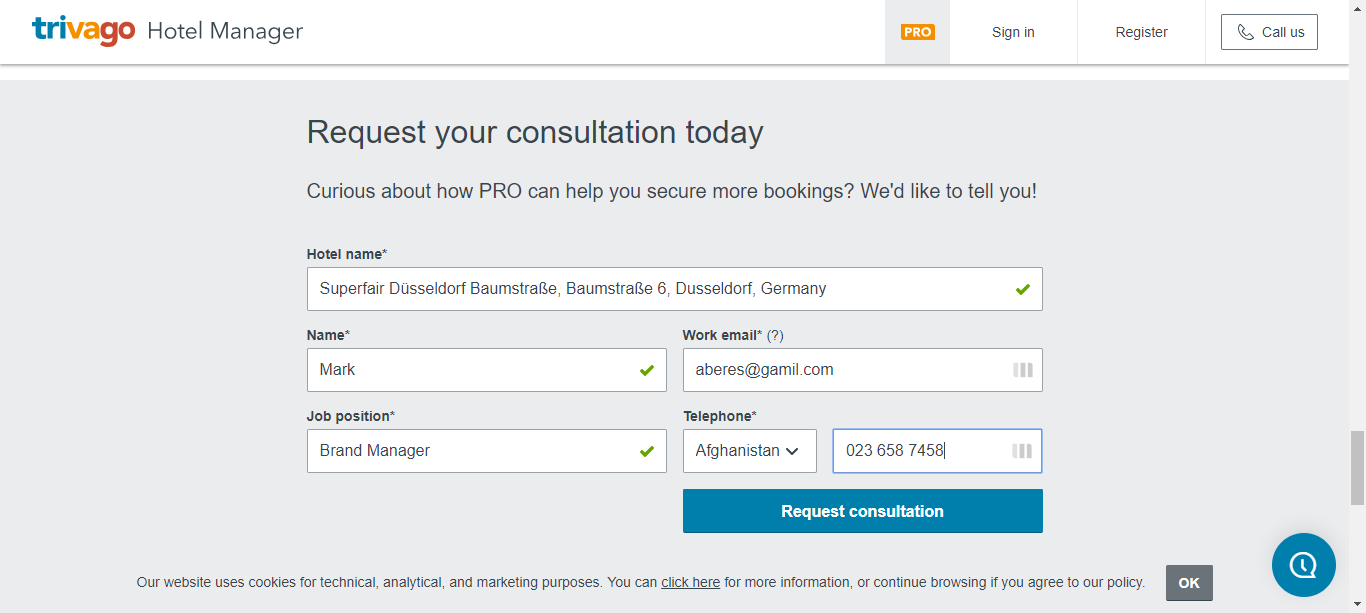 trivago Hotel Manager
PRO
Sign in
Register
Call us
Request your consultation today
Curious about how PRO can help you secure more bookings? We'd like to tell you!
Hotel name*
Superfair Düsseldorf Baumstraße, Baumstraße 6, Dusseldorf, Germany
Name*
Work email* (?)
Mark
aberes@gamil.com
Job position*
Telephone*
Brand Manager
Afghanistan
023 658 7458
Request consultation
Our website uses cookies for technical, analytical, and marketing purposes. You can click here for more information, or continue browsing if you agree to our policy.
OK